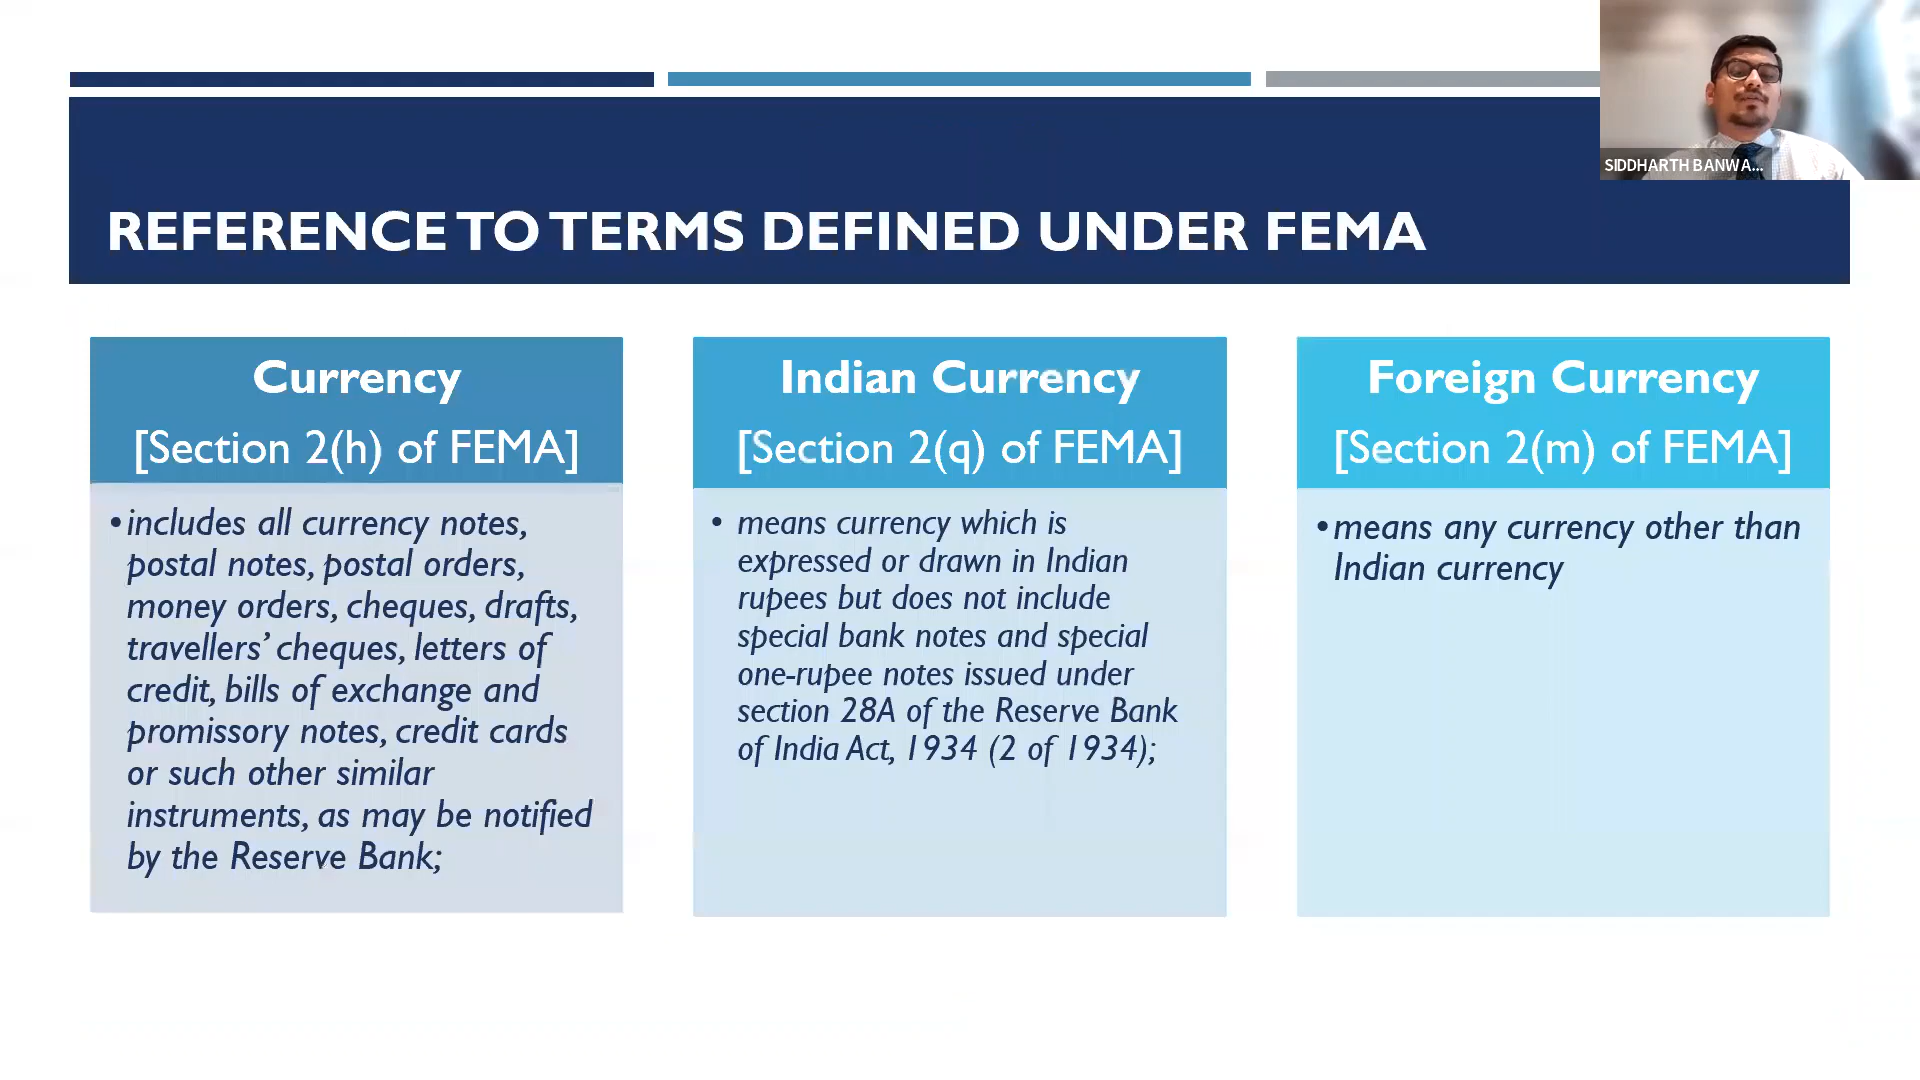 SIDDHARTH BANWA...
REFERENCE TO TERMS DEFINED UNDER FEMA
Currency
[Section 2(h) of FEMA]
•includes all currency notes,
postal notes, postal orders,
money orders, cheques, drafts,
travellers’ cheques, letters of
credit, bills of exchange and
promissory notes, credit cards
or such other similar
instruments, as may be notified
by the Reserve Bank;
Indian Currency
[Section 2(q) of FEMA]
• means currency which is
expressed or drawn in Indian
rupees but does not include
special bank notes and special
one-rupee notes issued under
section 28A of the Reserve Bank
of India Act, 1934 (2 of 1934);
Foreign Currency
[Section 2(m) of FEMA]
•means any currency other than
Indian currency